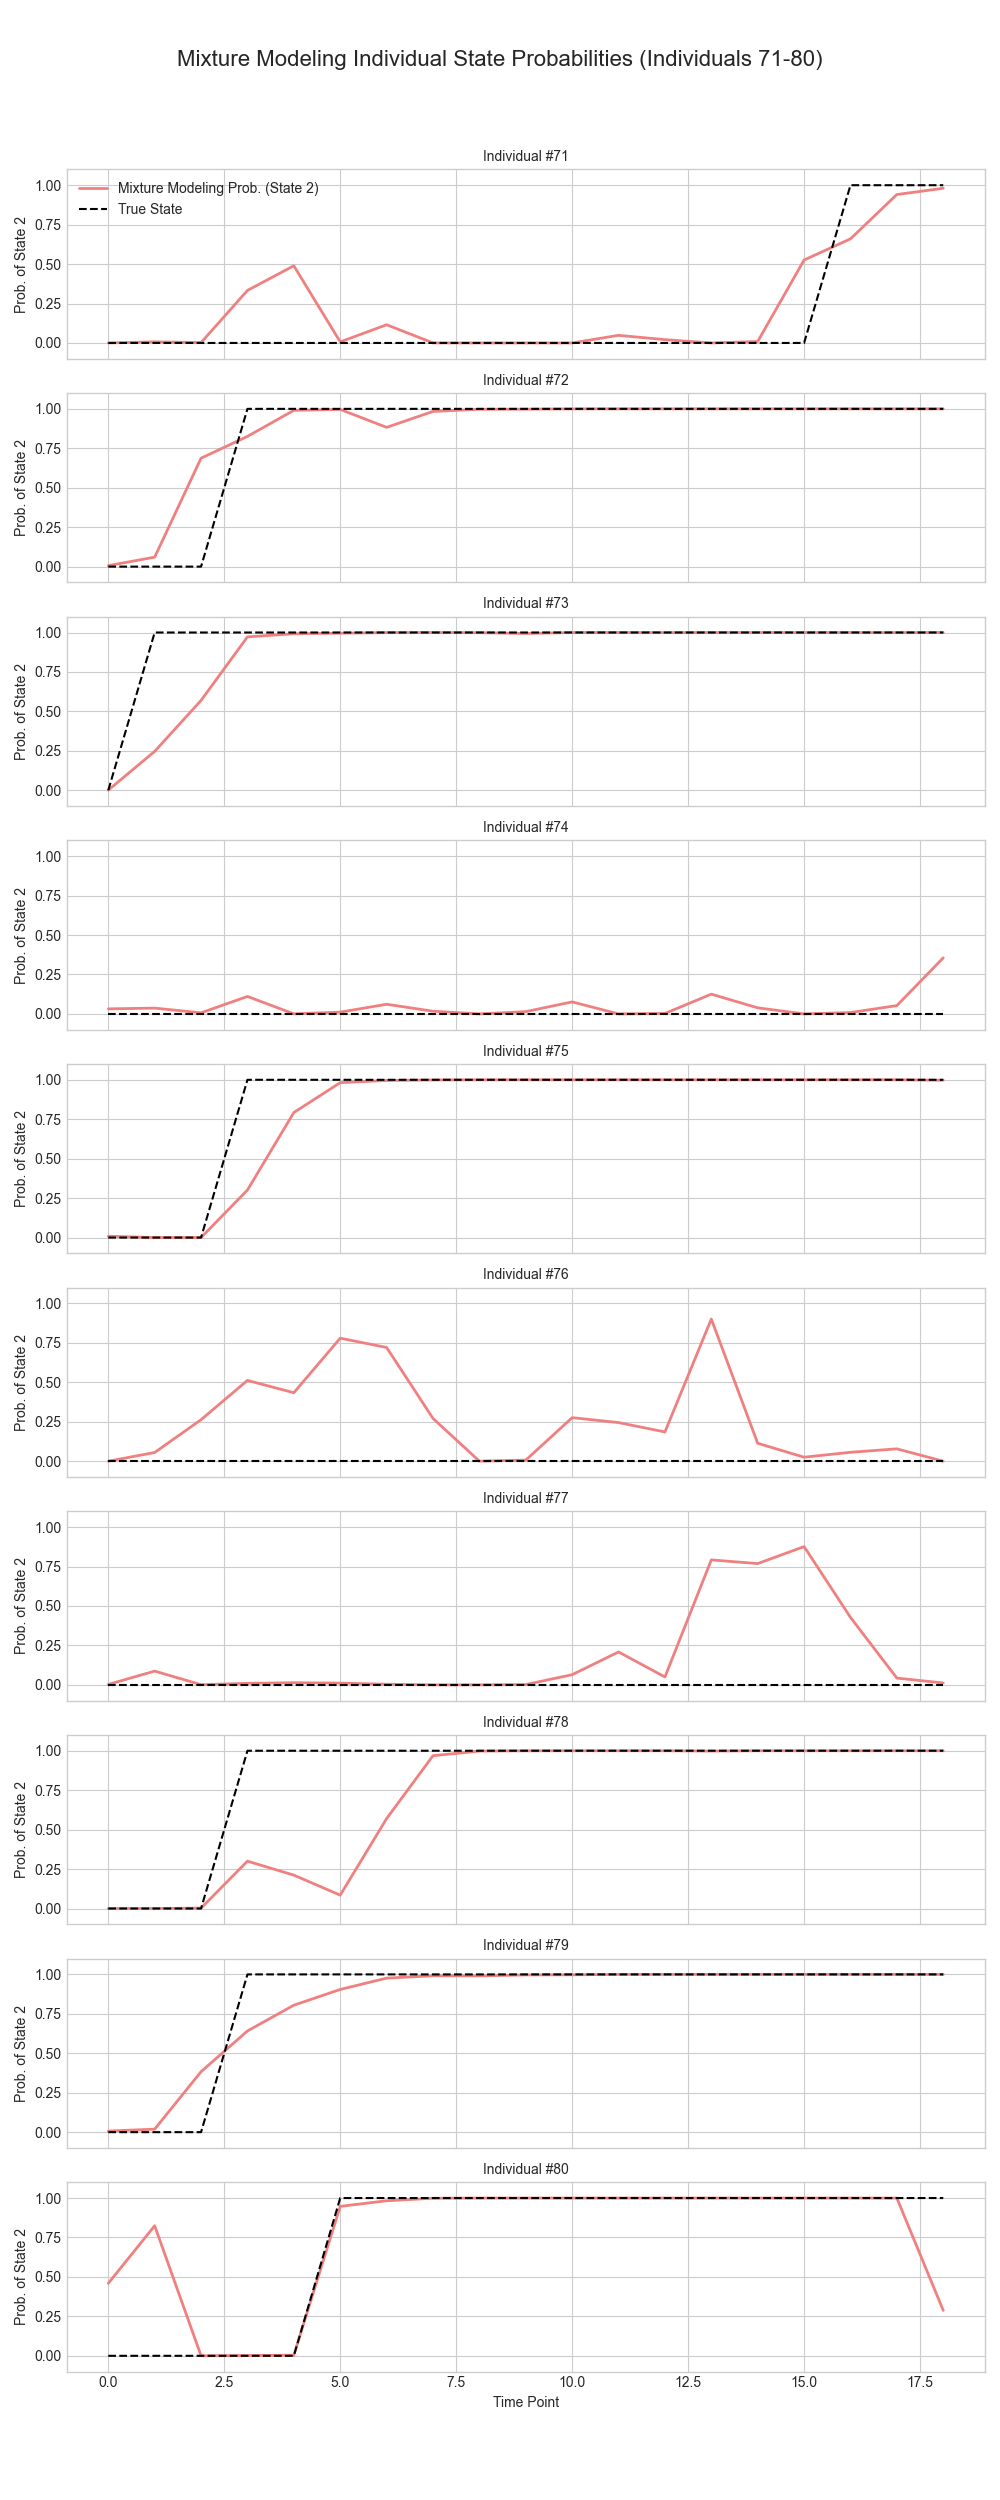 Mixture Modeling Individual State Probabilities (Individuals 71-80)
Individual #71
Mixture Modeling Prob. (State 2)
True State
Prob. of State 2
1.00
0.75
0.50
0.25
0.00
Individual #72
Prob. of State 2
1.00
0.75
0.50
0.25
0.00
Individual #73
Prob. of State 2
1.00
0.75
0.50
0.25
0.00
Individual #74
Prob. of State 2
1.00
0.75
0.50
0.25
0.00
Individual #75
Prob. of State 2
1.00
0.75
0.50
0.25
0.00
Individual #76
Prob. of State 2
1.00
0.75
0.50
0.25
0.00
Individual #77
Prob. of State 2
1.00
0.75
0.50
0.25
0.00
Individual #78
Prob. of State 2
1.00
0.75
0.50
0.25
0.00
Individual #79
Prob. of State 2
1.00
0.75
0.50
0.25
0.00
Individual #80
Prob. of State 2
1.00
0.75
0.50
0.25
0.00
0.0 2.5 5.0 7.5 10.0 12.5 15.0 17.5
Time Point